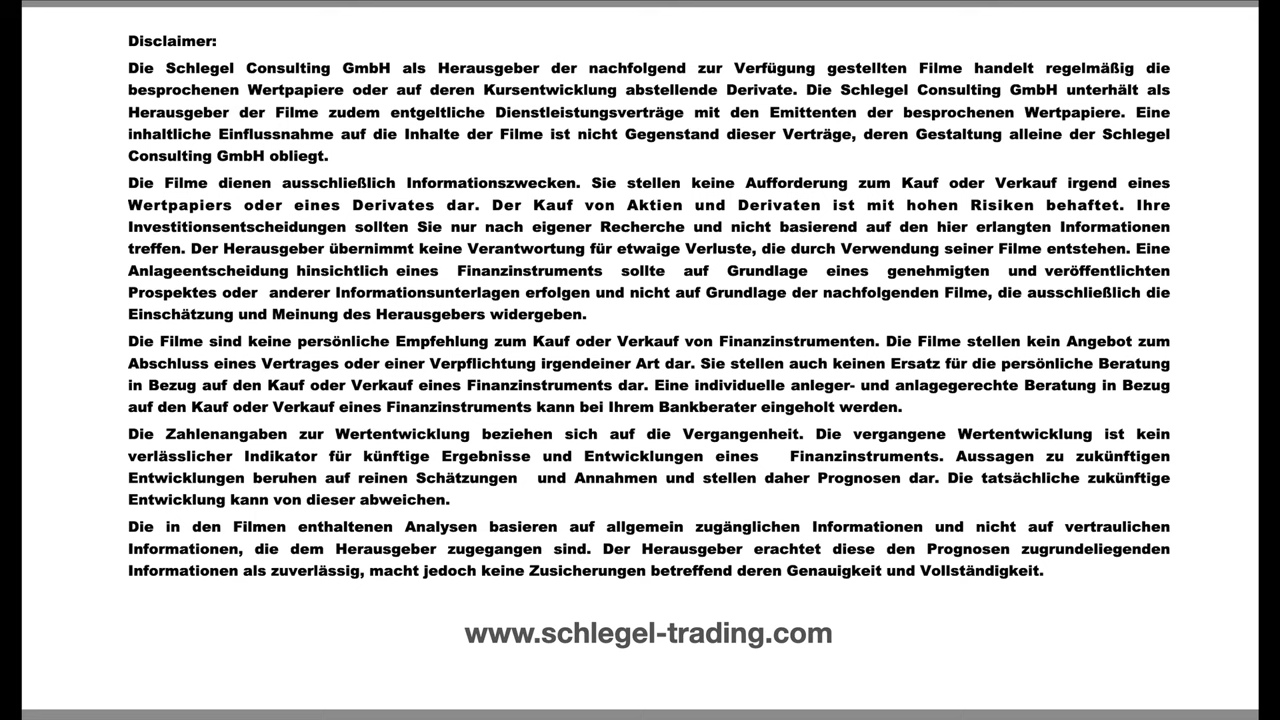 Disclaimer:
Die Schlegel Consulting GmbH als Herausgeber der nachfolgend zur Verfügung gestellten Filme handelt regelmäßig die
besprochenen Wertpapiere oder auf deren Kursentwicklung abstellende Derivate. Die Schlegel Consulting GmbH unterhält als
Herausgeber der Filme zudem entgeltliche Dienstleistungsverträge mit den Emittenten der besprochenen Wertpapiere. Eine
inhaltliche Einflussnahme auf die Inhalte der Filme ist nicht Gegenstand dieser Verträge, deren Gestaltung alleine der Schlegel
Consulting GmbH obliegt.
Die Filme dienen ausschließlich Informationszwecken. Sie stellen keine Aufforderung zum Kauf oder Verkauf irgend eines
Wertpapiers oder eines Derivates dar. Der Kauf von Aktien und Derivaten ist mit hohen Risiken behaftet. Ihre
Investitionsentscheidungen sollten Sie nur nach eigener Recherche und nicht basierend auf den hier erlangten Informationen
treffen. Der Herausgeber übernimmt keine Verantwortung für etwaige Verluste, die durch Verwendung seiner Filme entstehen. Eine
Anlageentscheidung hinsichtlich eines Finanzinstruments sollte auf Grundlage eines genehmigten und veröffentlichten
Prospektes oder anderer Informationsunterlagen erfolgen und nicht auf Grundlage der nachfolgenden Filme, die ausschließlich die
Einschätzung und Meinung des Herausgebers widergeben.
Die Filme sind keine persönliche Empfehlung zum Kauf oder Verkauf von Finanzinstrumenten. Die Filme stellen kein Angebot zum
Abschluss eines Vertrages oder einer Verpflichtung irgendeiner Art dar. Sie stellen auch keinen Ersatz für die persönliche Beratung
in Bezug auf den Kauf oder Verkauf eines Finanzinstruments dar. Eine individuelle anleger- und anlagegerechte Beratung in Bezug
auf den Kauf oder Verkauf eines Finanzinstruments kann bei Ihrem Bankberater eingeholt werden.
Die Zahlenangaben zur Wertentwicklung beziehen sich auf die Vergangenheit. Die vergangene Wertentwicklung ist kein
verlässlicher Indikator für künftige Ergebnisse und Entwicklungen eines Finanzinstruments. Aussagen zu zukünftigen
Entwicklungen beruhen auf reinen Schätzungen und Annahmen und stellen daher Prognosen dar. Die tatsächliche zukünftige
Entwicklung kann von dieser abweichen.
Die in den Filmen enthaltenen Analysen basieren auf allgemein zugänglichen Informationen und nicht auf vertraulichen
Informationen, die dem Herausgeber zugegangen sind. Der Herausgeber erachtet diese den Prognosen zugrundeliegenden
Informationen als zuverlässig, macht jedoch keine Zusicherungen betreffend deren Genauigkeit und Vollständigkeit.
www.schlegel-trading.com